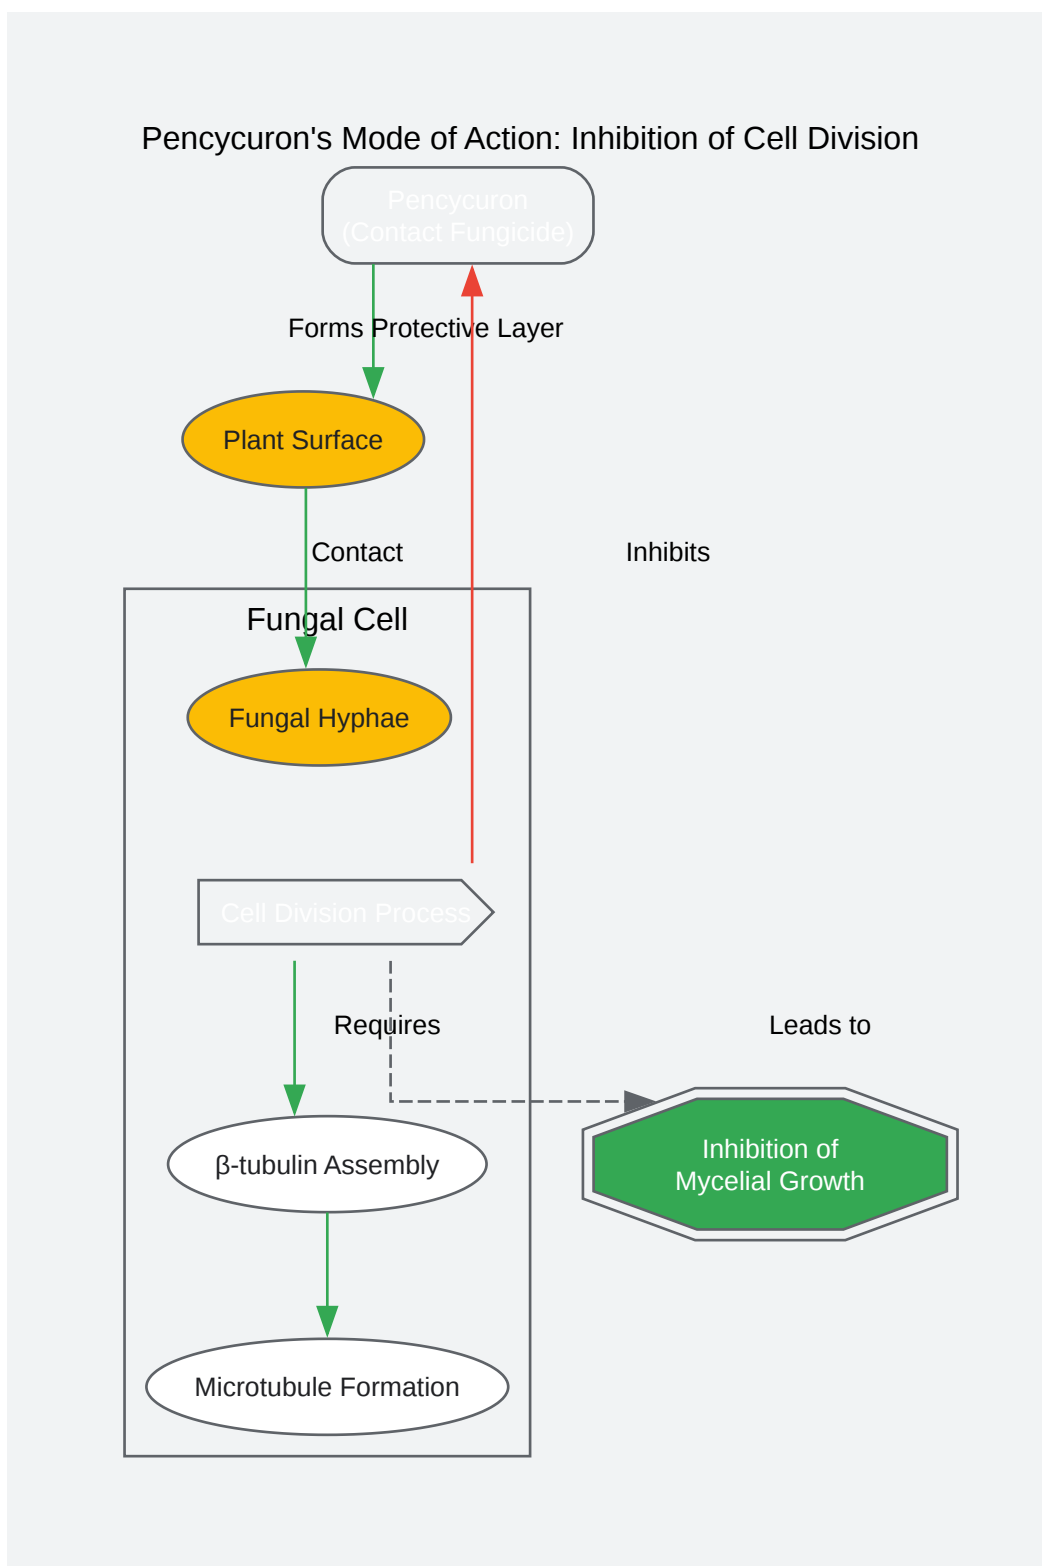 Pencycuron's Mode of Action: Inhibition of Cell Division
Pencycuron
(Contact Fungicide)
Forms Protective Layer
Plant Surface
Contact
Inhibits
Fungal Cell
Fungal Hyphae
Cell Division Process
Requires
Leads to
β-tubulin Assembly
Inhibition of
Mycelial Growth
Microtubule Formation